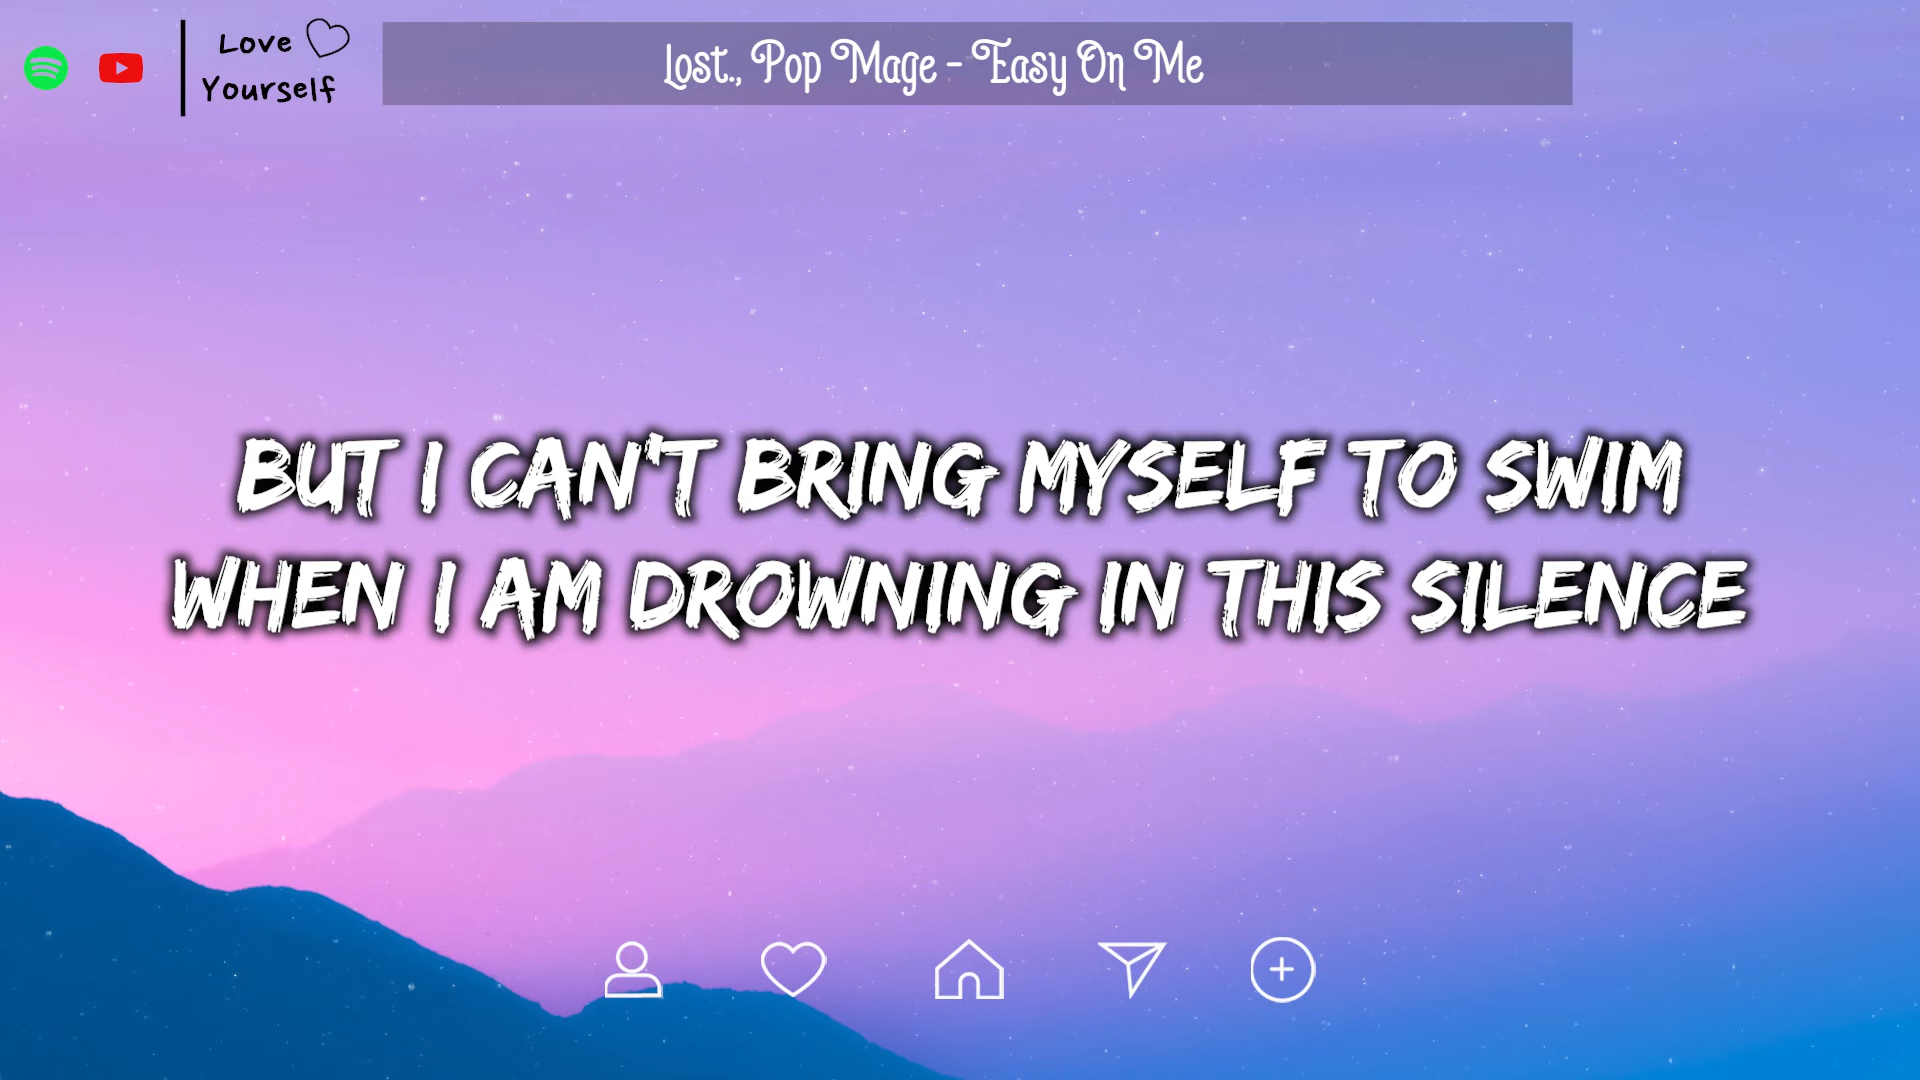 Love
Yourself
Lost., Pop Mage - Easy On Me
BUT I CAN'T BRING MYSELF TO SWIM
WHEN I AM DROWNING IN THIS SILENCE